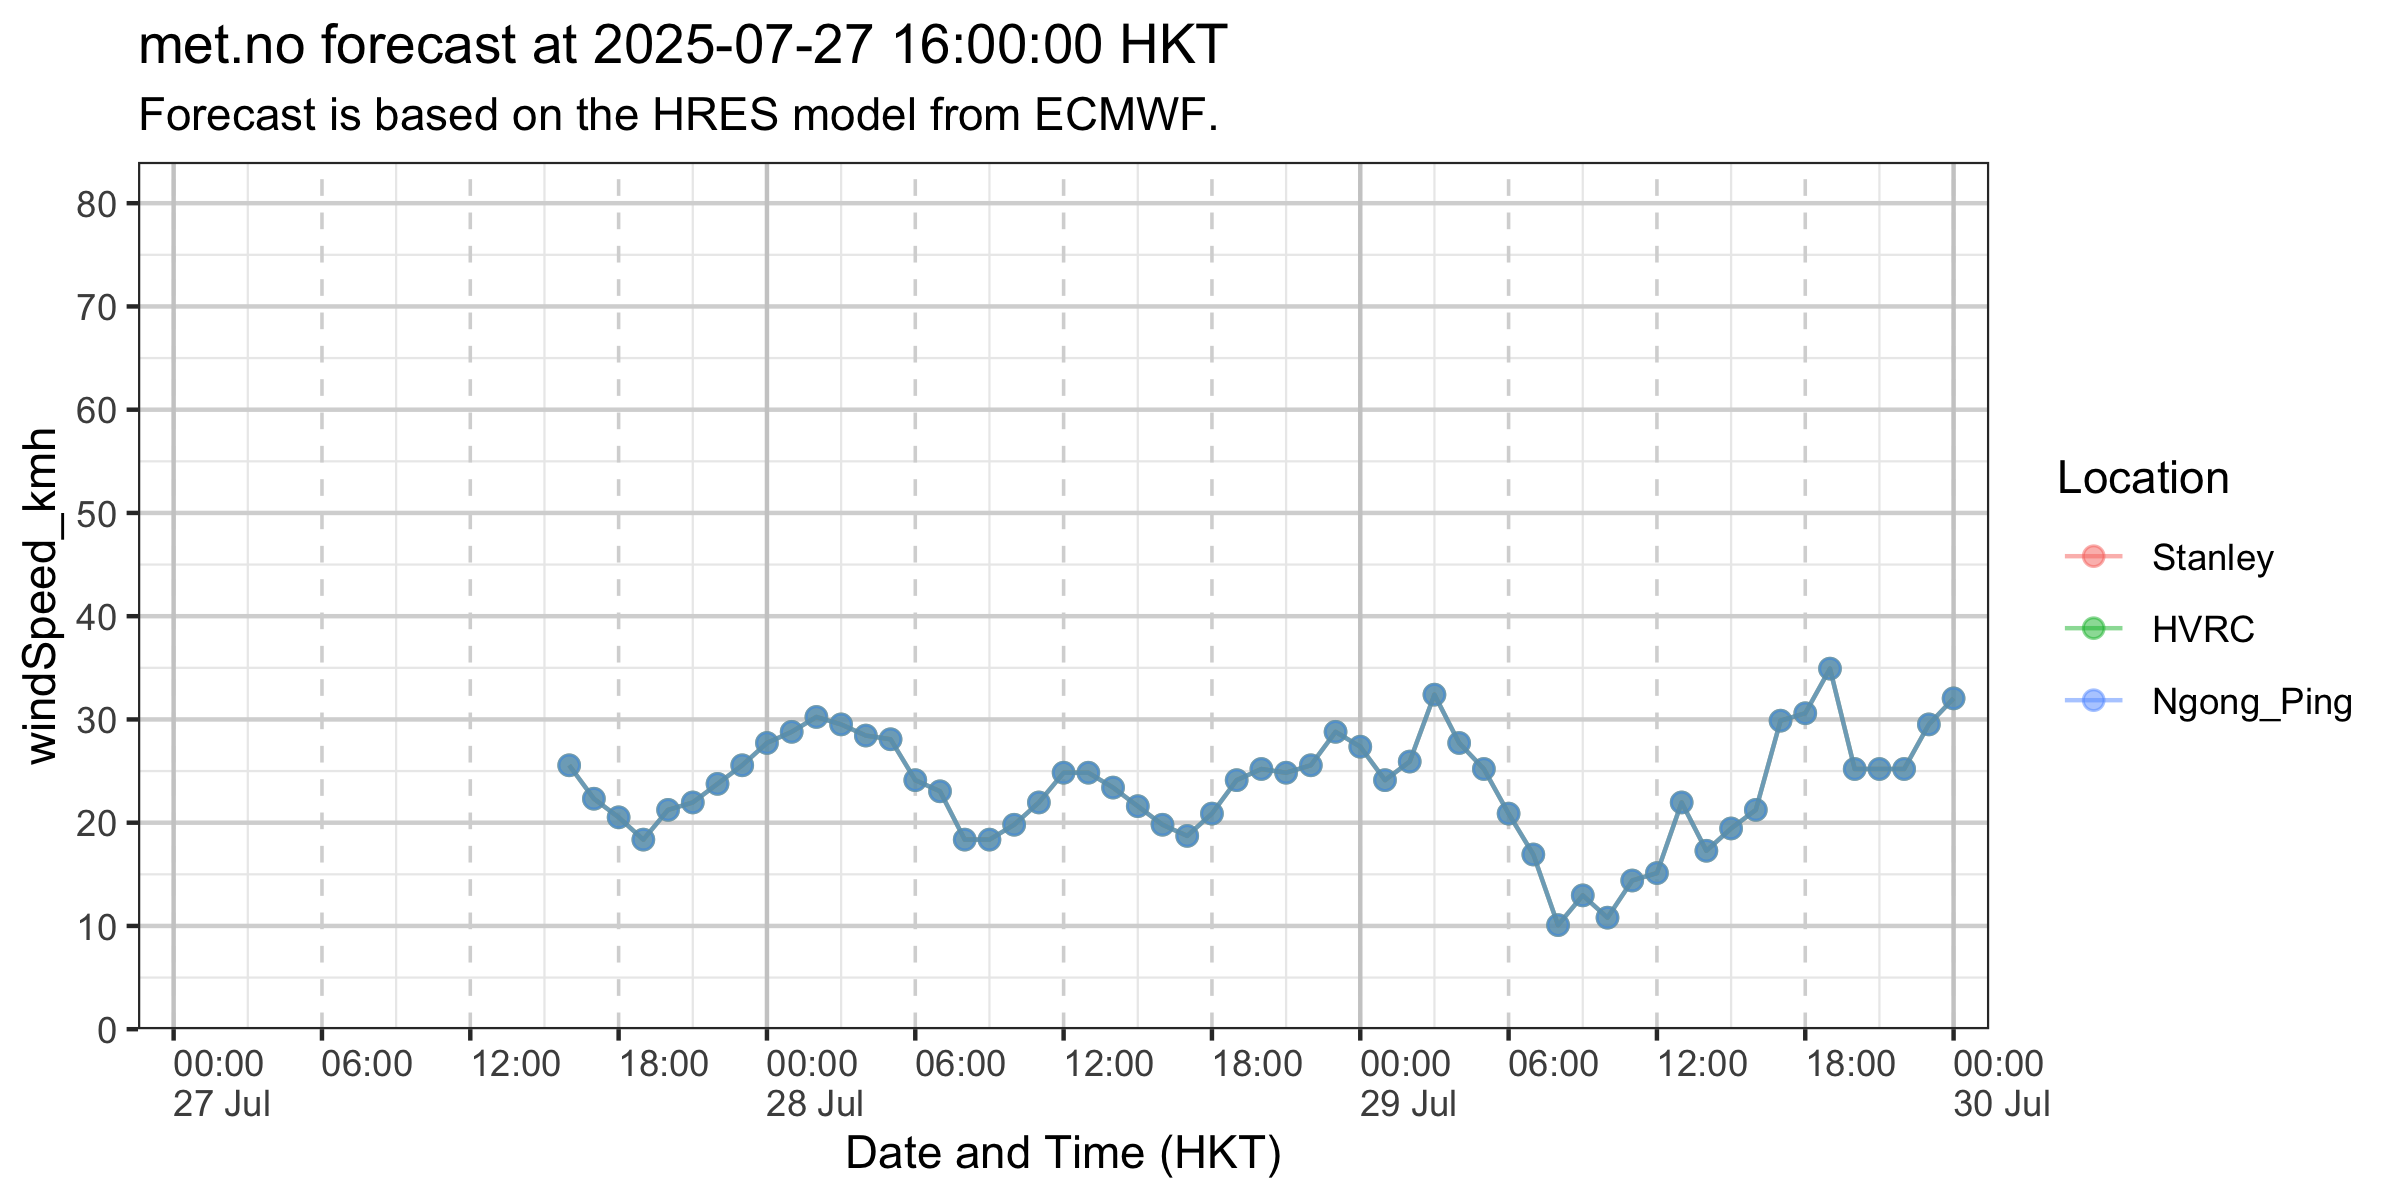 met.no forecast at 2025-07-27 16:00:00 HKT
Forecast is based on the HRES model from ECMWF.
windSpeed_kmh
80
70
60
50
40
30
20
10
0
00:00 06:00 12:00 18:00 00:00 06:00 12:00 18:00 00:00 06:00 12:00 18:00 00:00
27 Jul 28 Jul 29 Jul 30 Jul
Date and Time (HKT)
Location
Stanley
HVRC
Ngong_Ping